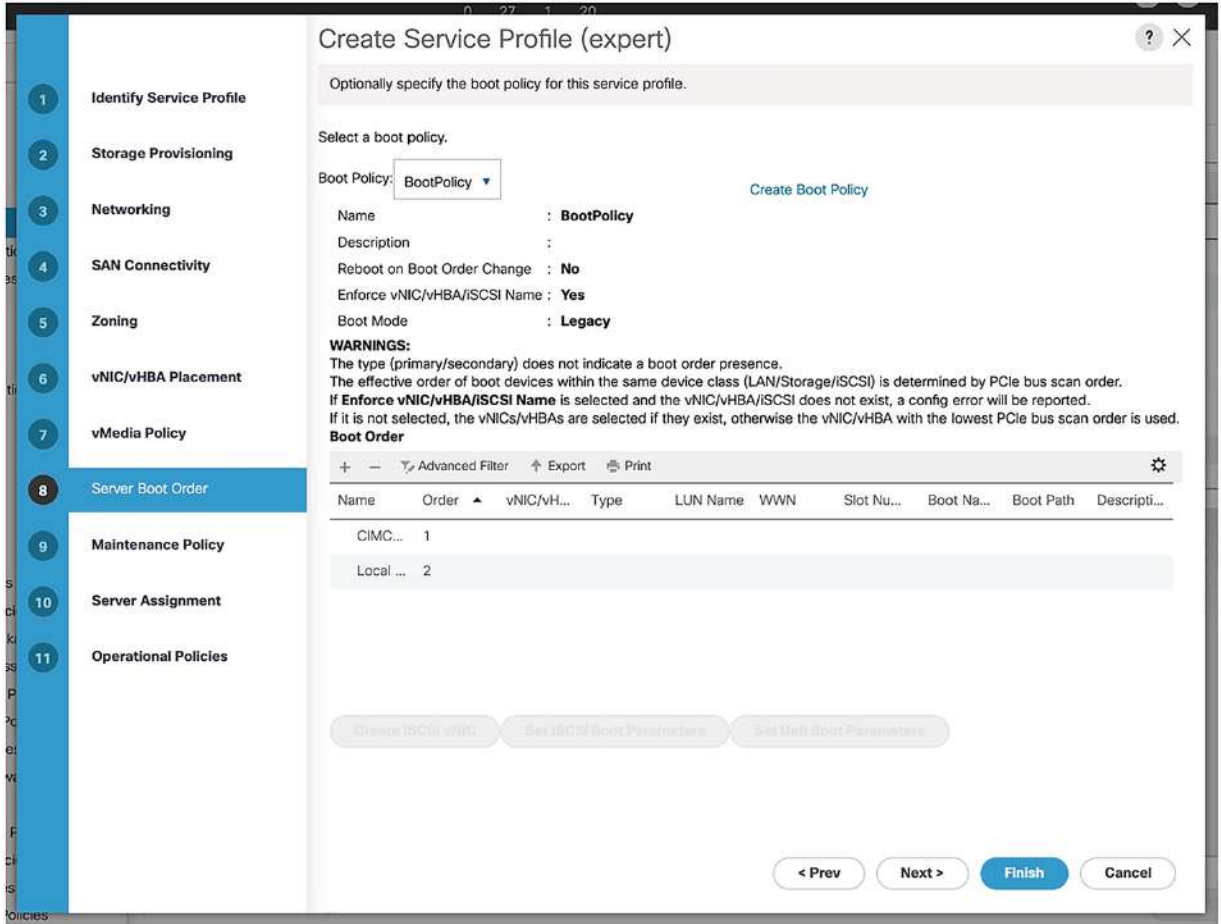 0 27 1 20
Create Service Profile (expert)
? ×
Optionally specify the boot policy for this service profile.
1 Identify Service Profile
2 Storage Provisioning
3 Networking
4 SAN Connectivity
5 Zoning
6 vNIC/vHBA Placement
7 vMedia Policy
8 Server Boot Order
9 Maintenance Policy
10 Server Assignment
11 Operational Policies
Select a boot policy.
Boot Policy: BootPolicy ▼
Create Boot Policy
Name : BootPolicy
Description :
Reboot on Boot Order Change : No
Enforce vNIC/vHBA/iSCSI Name : Yes
Boot Mode : Legacy
WARNINGS:
The type (primary/secondary) does not indicate a boot order presence.
The effective order of boot devices within the same device class (LAN/Storage/iSCSI) is determined by PCIe bus scan order.
If Enforce vNIC/vHBA/iSCSI Name is selected and the vNIC/vHBA/iSCSI does not exist, a config error will be reported.
If it is not selected, the vNICs/vHBAs are selected if they exist, otherwise the vNIC/vHBA with the lowest PCIe bus scan order is used.
Boot Order
+ − Advanced Filter Export Print
Name Order ▲ vNIC/vH... Type LUN Name WWN Slot Nu... Boot Na... Boot Path Descripti...
CIMC... 1
Local ... 2
Create iSCSI vNIC Set iSCSI Boot Parameters Set Uefi Boot Parameters
< Prev Next > Finish Cancel
Policies